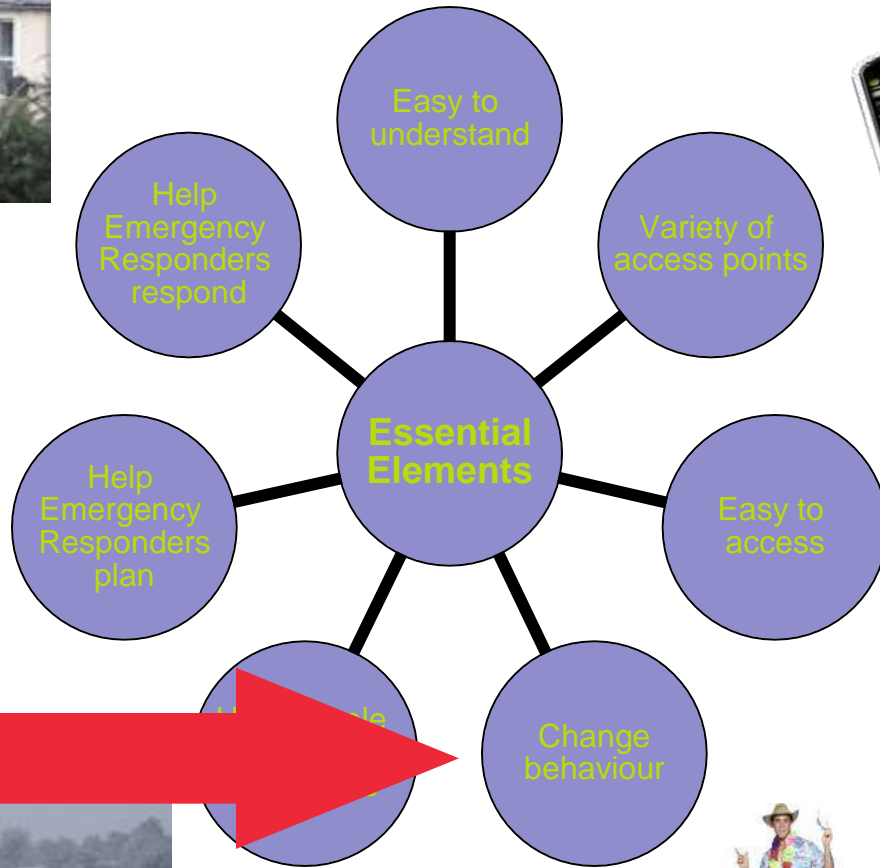 Easy to
understand
Help
Emergency
Responders
respond
Variety of
access points
Essential
Elements
Help
Emergency
Responders
plan
Easy to
access
Change
behaviour